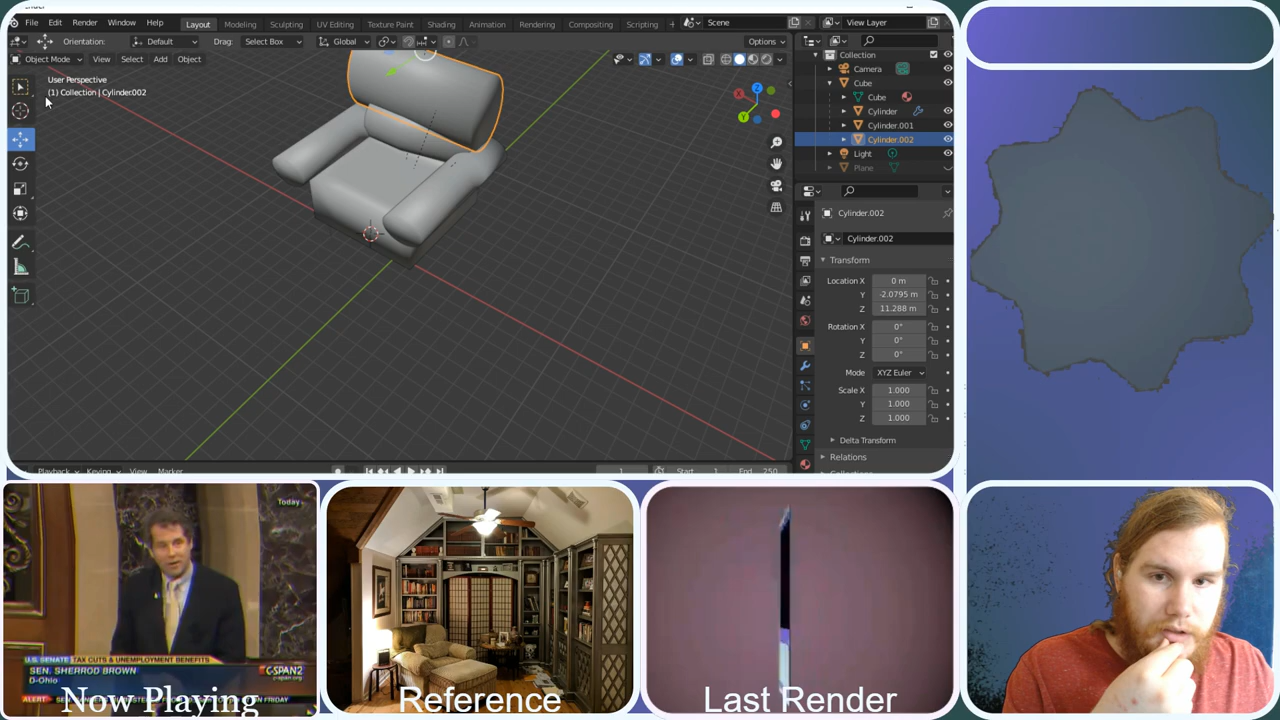 File Edit Render Window Help Layout Modeling Sculpting UV Editing Texture Paint Shading Animation Rendering Compositing Scripting Scene View Layer
Orientation: Default Drag: Select Box Global Options
Object Mode View Select Add Object
User Perspective
(1) Collection | Cylinder002
X
Y
Z
Collection
Camera
Cube
Cube
Cylinder
Cylinder.001
Cylinder.002
Light
Plane
Cylinder.002
Cylinder.002
Transform
Location X 0 m
Y -2.0795 m
Z 11.288 m
Rotation X 0°
Y 0°
Z 0°
Mode XYZ Euler
Scale X 1.000
Y 1.000
Z 1.000
Delta Transform
Relations
Playback Keying View Marker 1 Start 1 End 250
Today
U.S. SENATE TAX CUTS & UNEMPLOYMENT BENEFITS
SEN. SHERROD BROWN
D-Ohio
C-SPAN2
ALERT
FRIDAY
Now Playing
Reference
Last Render